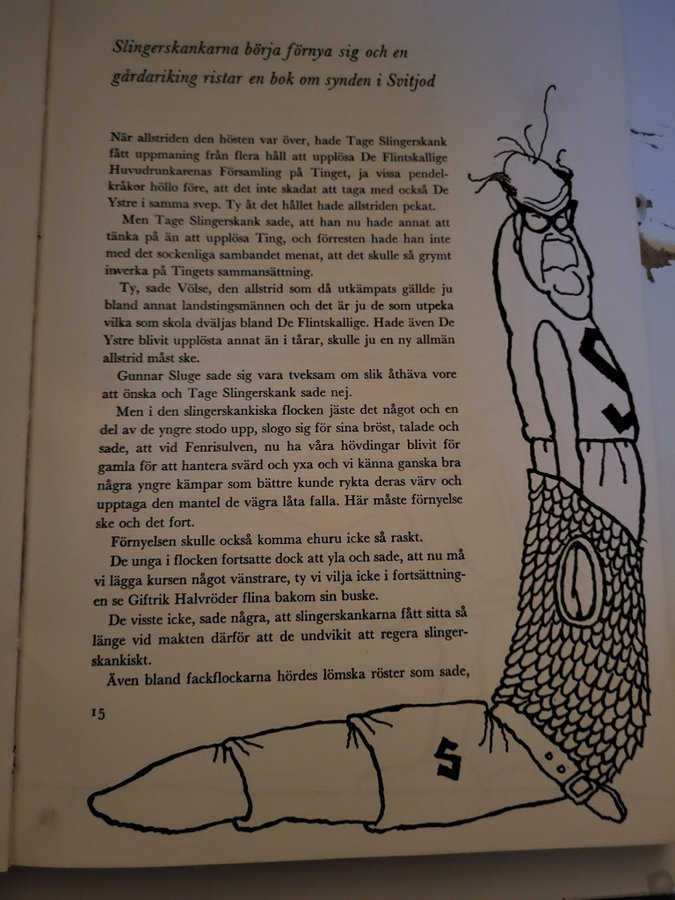 Slingerskankarna börja förnya sig och en
gårdariking ristar en bok om synden i Svitjod
När allstriden den hösten var över, hade Tage Slingerskank
fått uppmaning från flera håll att upplösa De Flintskallige
Huvudrunkarenas Församling på Tinget, ja vissa pendel-
kråkor höllo före, att det inte skadat att taga med också De
Ystre i samma svep. Ty åt det hållet hade allstriden pekat.
Men Tage Slingerskank sade, att han nu hade annat att
tänka på än att upplösa Ting, och förresten hade han inte
med det sockenliga sambandet menat, att det skulle så grymt
inverka på Tingets sammansättning.
Ty, sade Völse, den allstrid som då utkämpats gällde ju
bland annat landstingsmännen och det är ju de som utpeka
vilka som skola dväljas bland De Flintskallige. Hade även De
Ystre blivit upplösta annat än i tårar, skulle ju en ny allmän
allstrid måst ske.
Gunnar Sluge sade sig vara tveksam om slik åthäva vore
att önska och Tage Slingerskank sade nej.
Men i den slingerskankiska flocken jäste det något och en
del av de yngre stodo upp, slogo sig för sina bröst, talade och
sade, att vid Fenrisulven, nu ha våra hövdingar blivit för
gamla för att hantera svärd och yxa och vi känna ganska bra
några yngre kämpar som bättre kunde rykta deras värv och
upptaga den mantel de vägra låta falla. Här måste förnyelse
ske och det fort.
Förnyelsen skulle också komma ehuru icke så raskt.
De unga i flocken fortsatte dock att yla och sade, att nu må
vi lägga kursen något vänstrare, ty vi vilja icke i fortsättning-
en se Giftrik Halvröder flina bakom sin buske.
De visste icke, sade några, att slingerskankarna fått sitta så
länge vid makten därför att de undvikit att regera slinger-
skankiskt.
Även bland fackflockarna hördes lömska röster som sade,
15
S
S